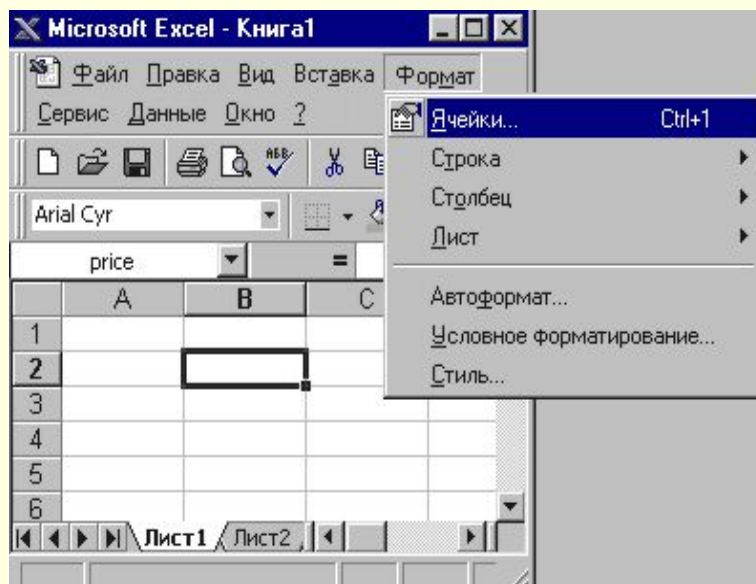 Microsoft Excel - Книга1
Файл Правка Вид Вставка Формат
Сервис Данные Окно ?
Ячейки... Ctrl+1
Строка
Столбец
Лист
Автоформат...
Условное форматирование...
Стиль...
ABC
Arial Cyr
price =
A B C
1
2
3
4
5
6
Лист1 Лист2